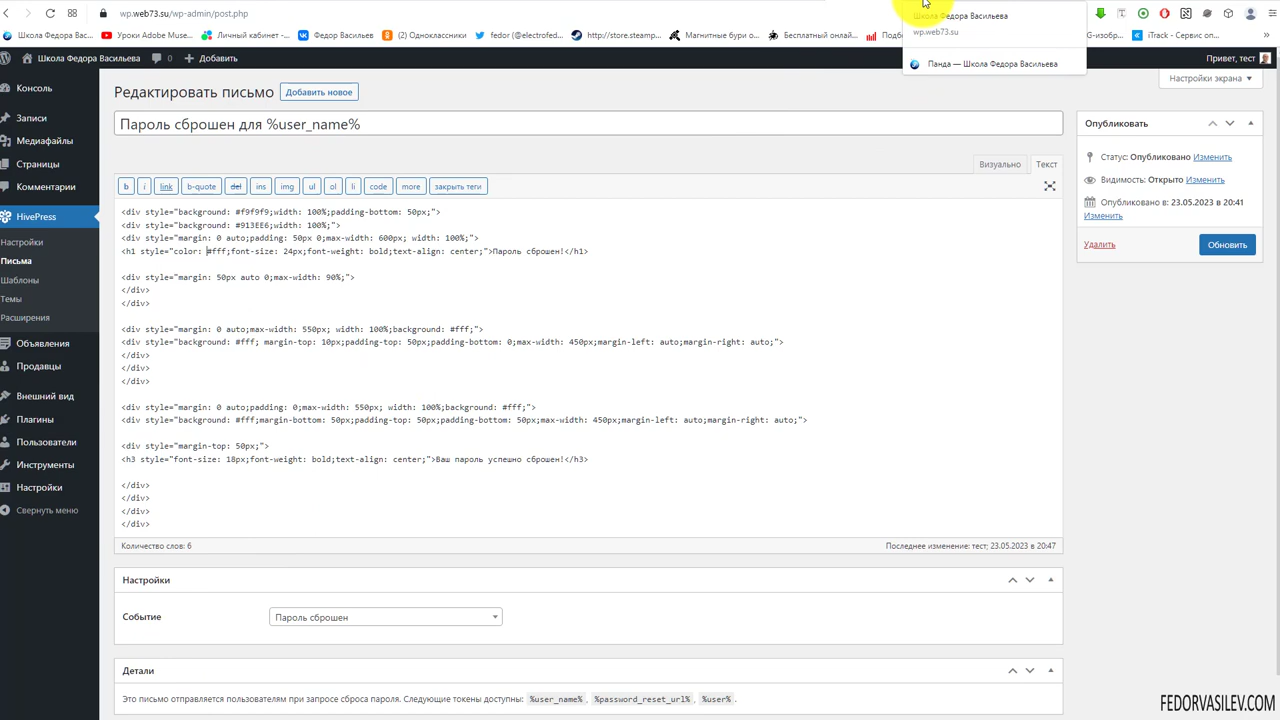 wp.web73.su/wp-admin/post.php
Школа Федора Васильева
wp.web73.su
Панда — Школа Федора Васильева
Школа Федора Васи
Уроки Adobe Muse
Личный кабинет -
Федор Васильев
(2) Одноклассники
fedor (@electrofed
http://store.steamp
Магнитные бури о
Бесплатный онлай
Подб
G-изобр
iTrack - Сервис оп
Школа Федора Васильева
0
Добавить
Привет, тест
Консоль
Записи
Медиафайлы
Страницы
Комментарии
HivePress
Настройки
Письма
Шаблоны
Темы
Расширения
Объявления
Продавцы
Внешний вид
Плагины
Пользователи
Инструменты
Настройки
Свернуть меню
Настройки экрана
Редактировать письмо
Добавить новое
Пароль сброшен для %user_name%
Визуально
Текст
b i link b-quote del ins img ul ol li code more закрыть теги
<div style="background: #f9f9f9;width: 100%;padding-bottom: 50px;">
<div style="background: #913EE6;width: 100%;">
<div style="margin: 0 auto;padding: 50px 0;max-width: 600px; width: 100%;">
<h1 style="color: #fff;font-size: 24px;font-weight: bold;text-align: center;">Пароль сброшен!</h1>
<div style="margin: 50px auto 0;max-width: 90%;">
</div>
</div>
<div style="margin: 0 auto;max-width: 550px; width: 100%;background: #fff;">
<div style="background: #fff; margin-top: 10px;padding-top: 50px;padding-bottom: 0;max-width: 450px;margin-left: auto;margin-right: auto;">
</div>
</div>
</div>
<div style="margin: 0 auto;padding: 0;max-width: 550px; width: 100%;background: #fff;">
<div style="background: #fff;margin-bottom: 50px;padding-top: 50px;padding-bottom: 50px;max-width: 450px;margin-left: auto;margin-right: auto;">
<div style="margin-top: 50px;">
<h3 style="font-size: 18px;font-weight: bold;text-align: center;">Ваш пароль успешно сброшен!</h3>
</div>
</div>
</div>
</div>
Количество слов: 6
Последнее изменение: тест; 23.05.2023 в 20:47
Опубликовать
Статус: Опубликовано Изменить
Видимость: Открыто Изменить
Опубликовано в: 23.05.2023 в 20:41
Изменить
Удалить
Обновить
Настройки
Событие
Пароль сброшен
Детали
Это письмо отправляется пользователям при запросе сброса пароля. Следующие токены доступны: %user_name%, %password_reset_url%, %user%.
FEDORVASILEV.COM